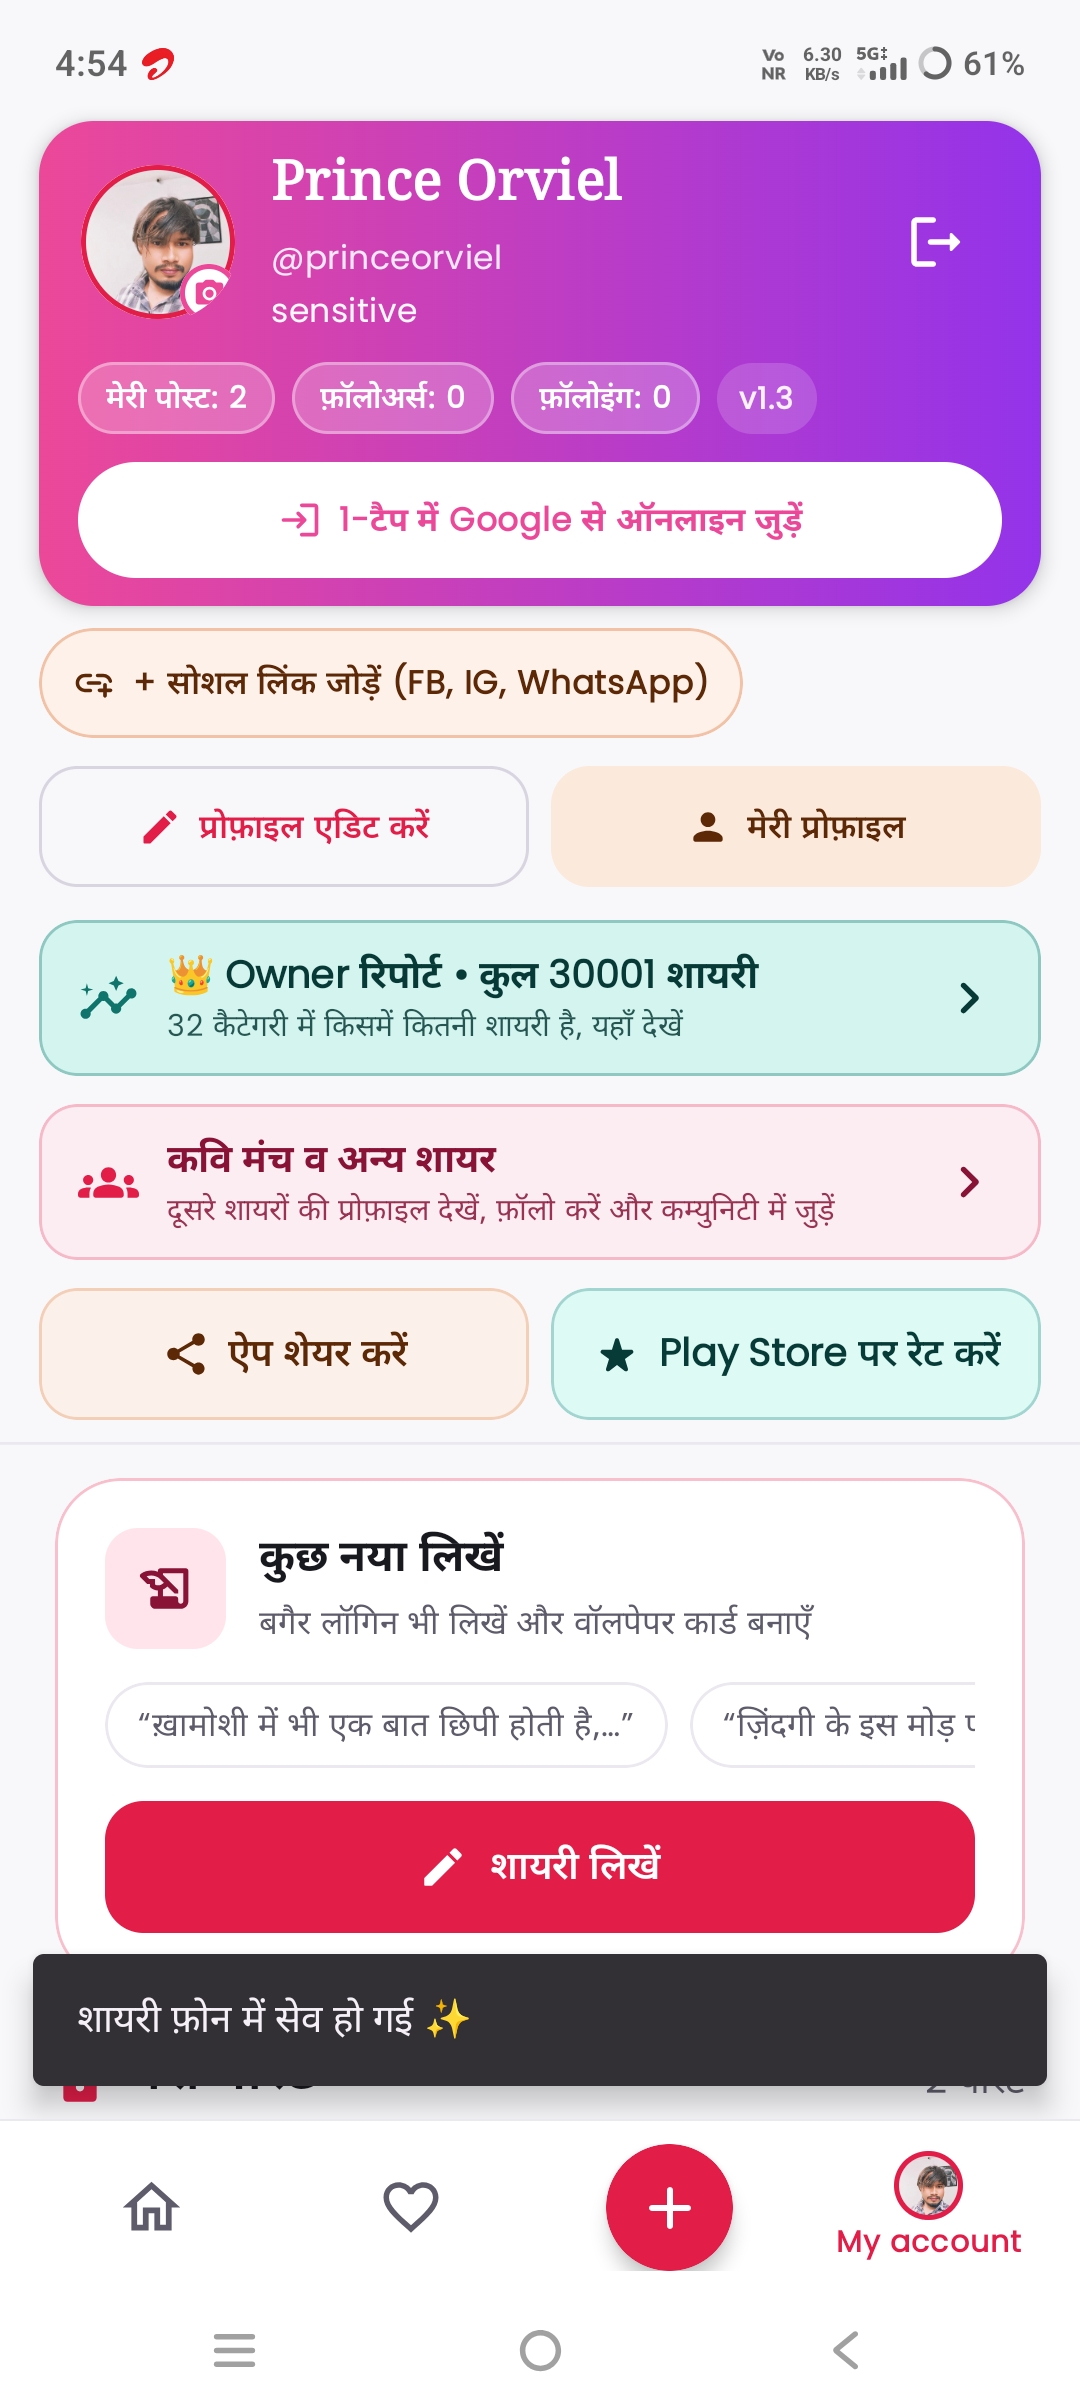 4:54
Vo NR 6.30 KB/s 5G 61%
Prince Orviel
@princeorviel
sensitive
मेरी पोस्ट: 2 फ़ॉलोअर्स: 0 फ़ॉलोइंग: 0 v1.3
1-टैप में Google से ऑनलाइन जुड़ें
+ सोशल लिंक जोड़ें (FB, IG, WhatsApp)
प्रोफ़ाइल एडिट करें मेरी प्रोफ़ाइल
👑 Owner रिपोर्ट • कुल 30001 शायरी
32 कैटेगरी में किसमें कितनी शायरी है, यहाँ देखें
कवि मंच व अन्य शायर
दूसरे शायरों की प्रोफ़ाइल देखें, फ़ॉलो करें और कम्युनिटी में जुड़ें
ऐप शेयर करें Play Store पर रेट करें
कुछ नया लिखें
बगैर लॉगिन भी लिखें और वॉलपेपर कार्ड बनाएँ
“ख़ामोशी में भी एक बात छिपी होती है,...” “ज़िंदगी के इस मोड़
शायरी लिखें
शायरी फ़ोन में सेव हो गई ✨
My account